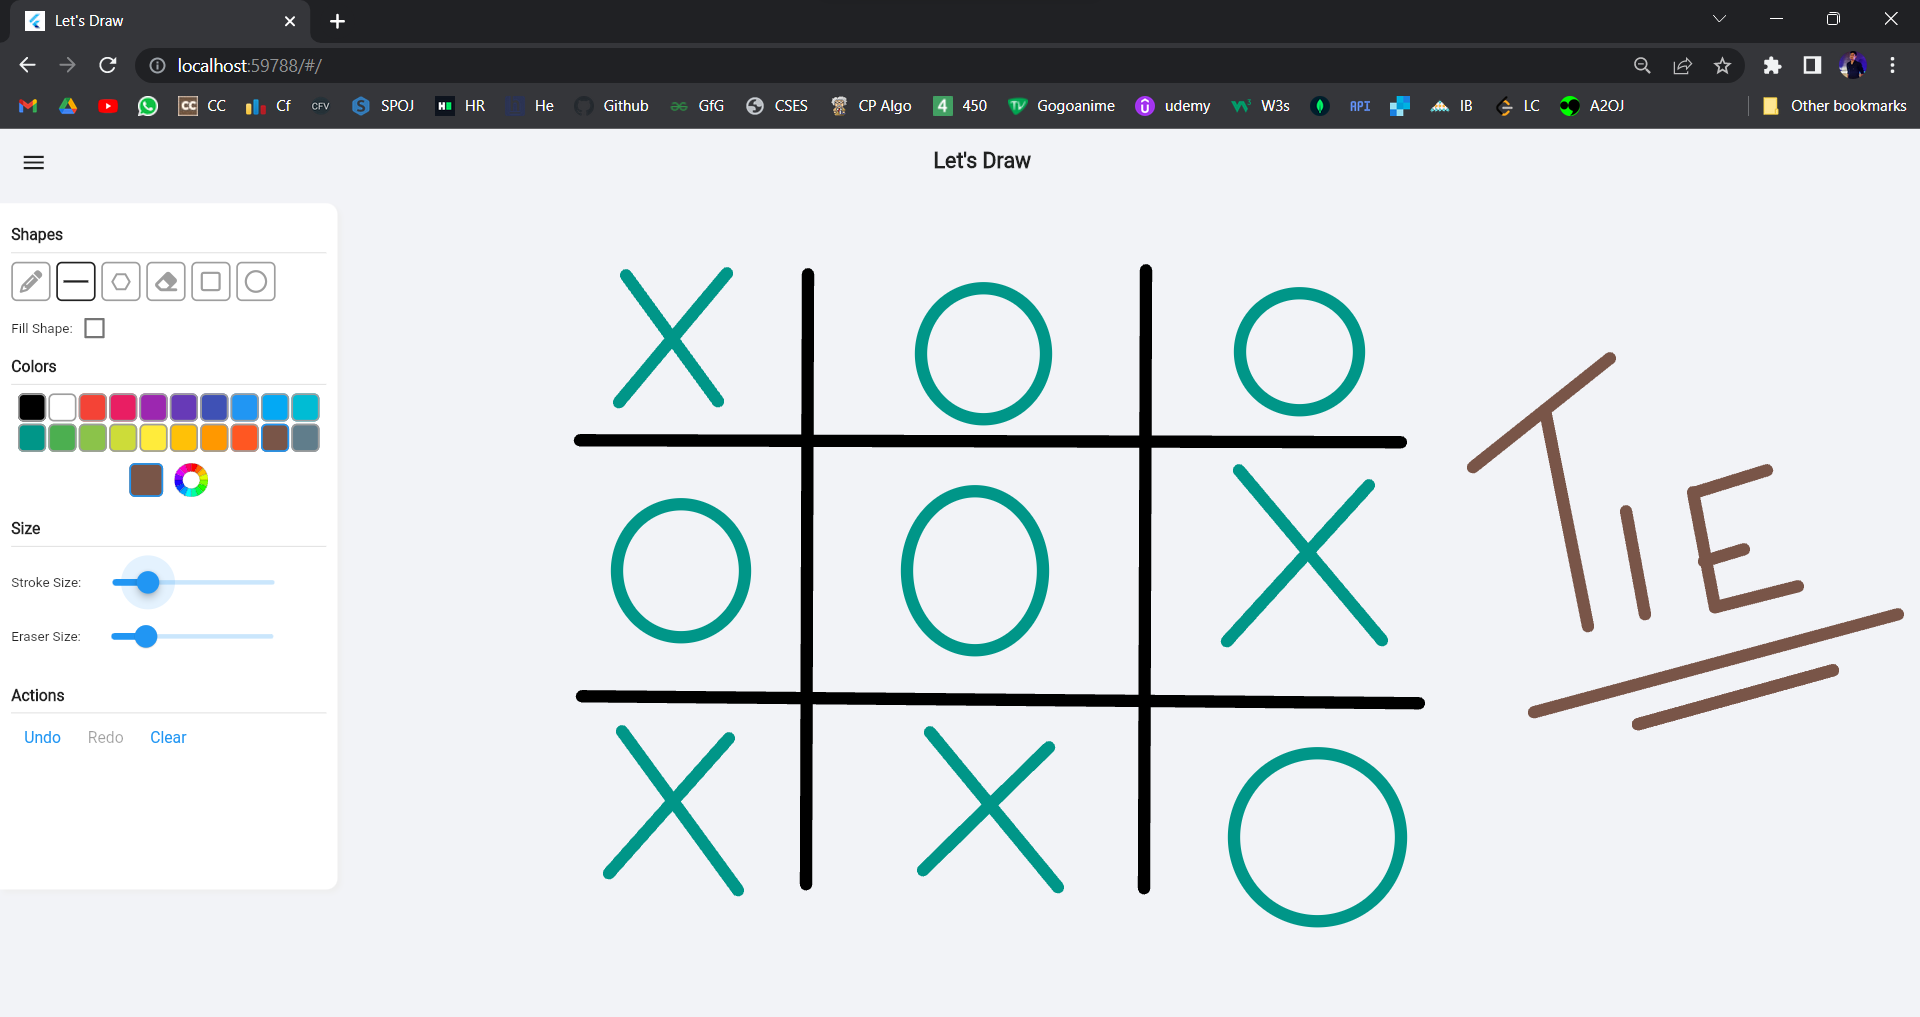 Let's Draw
localhost:59788/#/
CC Cf CFV SPOJ HR He Github GfG CSES CP Algo 4 450 Gogoanime udemy W3s API IB LC A2OJ Other bookmarks
Let's Draw
Shapes
Fill Shape:
Colors
Size
Stroke Size:
Eraser Size:
Actions
Undo Redo Clear
X O O
O O X
X X O
TIE